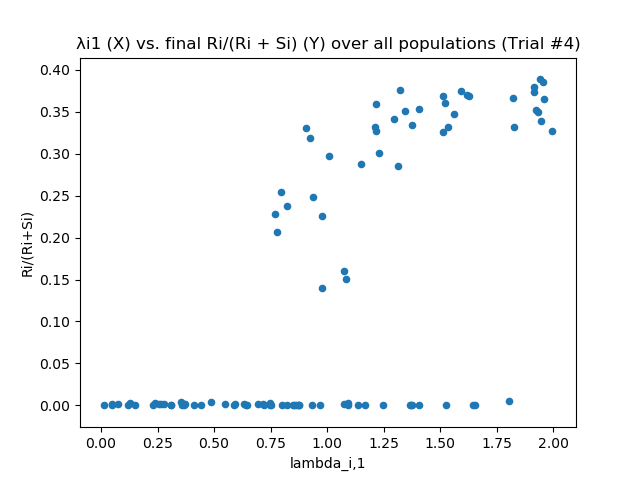 λi1 (X) vs. final Ri/(Ri + Si) (Y) over all populations (Trial #4)
0.40
0.35
0.30
0.25
0.20
0.15
0.10
0.05
0.00
Ri/(Ri+Si)
0.00 0.25 0.50 0.75 1.00 1.25 1.50 1.75 2.00
lambda_i,1